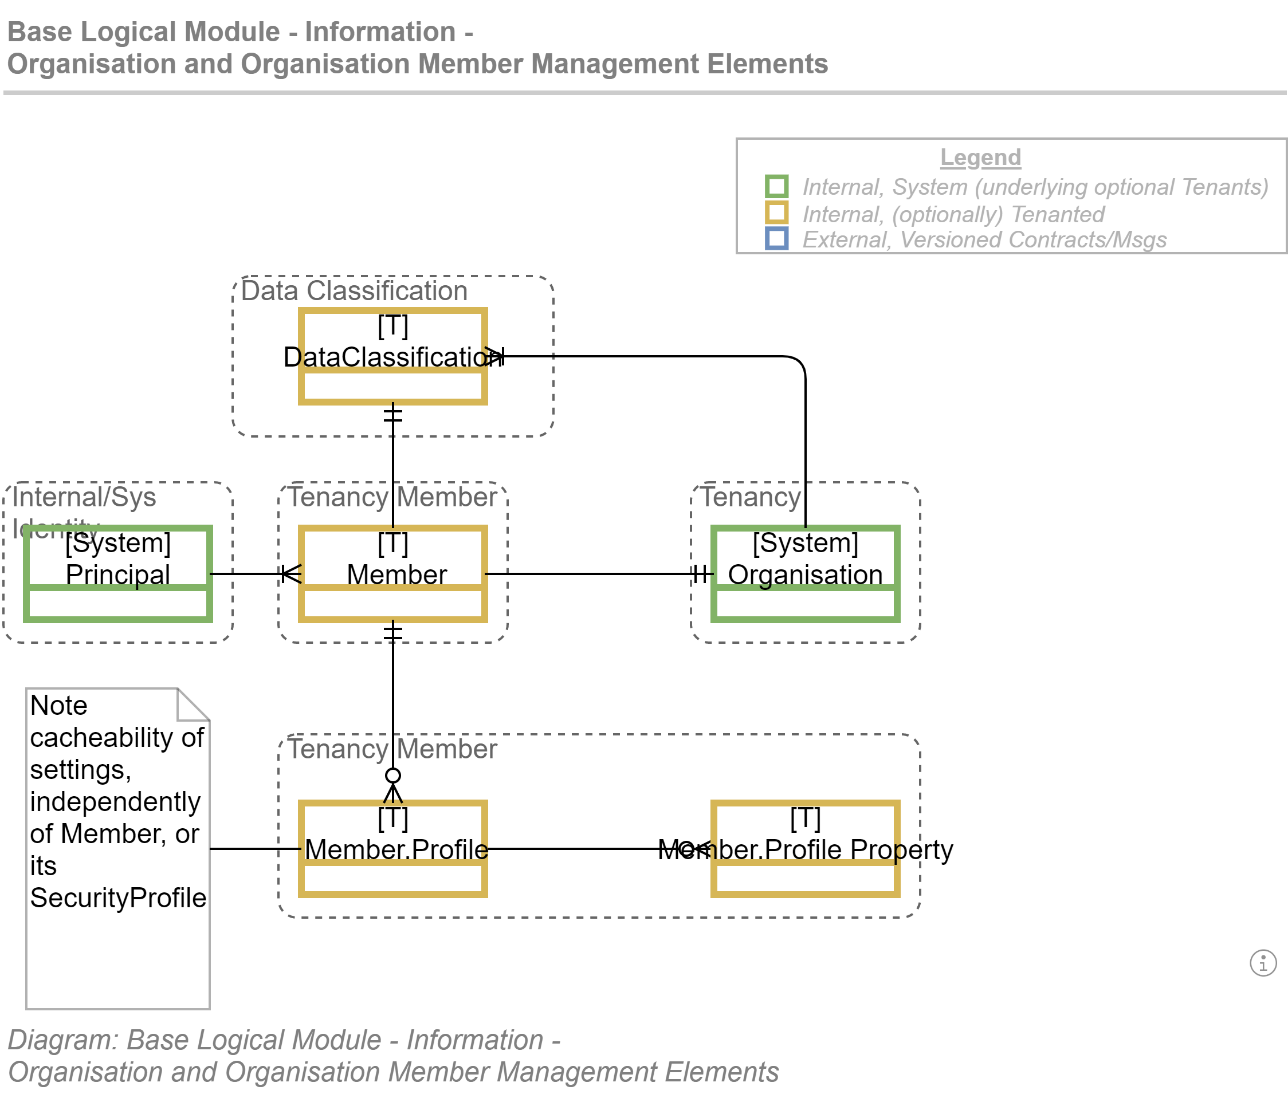 Base Logical Module - Information -
Organisation and Organisation Member Management Elements
Legend
Internal, System (underlying optional Tenants)
Internal, (optionally) Tenanted
External, Versioned Contracts/Msgs
Data Classification
[T]
DataClassification
Internal/Sys
Identity
[System]
Principal
Tenancy Member
[T]
Member
Tenancy
[System]
Organisation
Note
cacheability of
settings,
independently
of Member, or
its
SecurityProfile
Tenancy Member
[T]
Member.Profile
[T]
Member.Profile Property
Diagram: Base Logical Module - Information -
Organisation and Organisation Member Management Elements